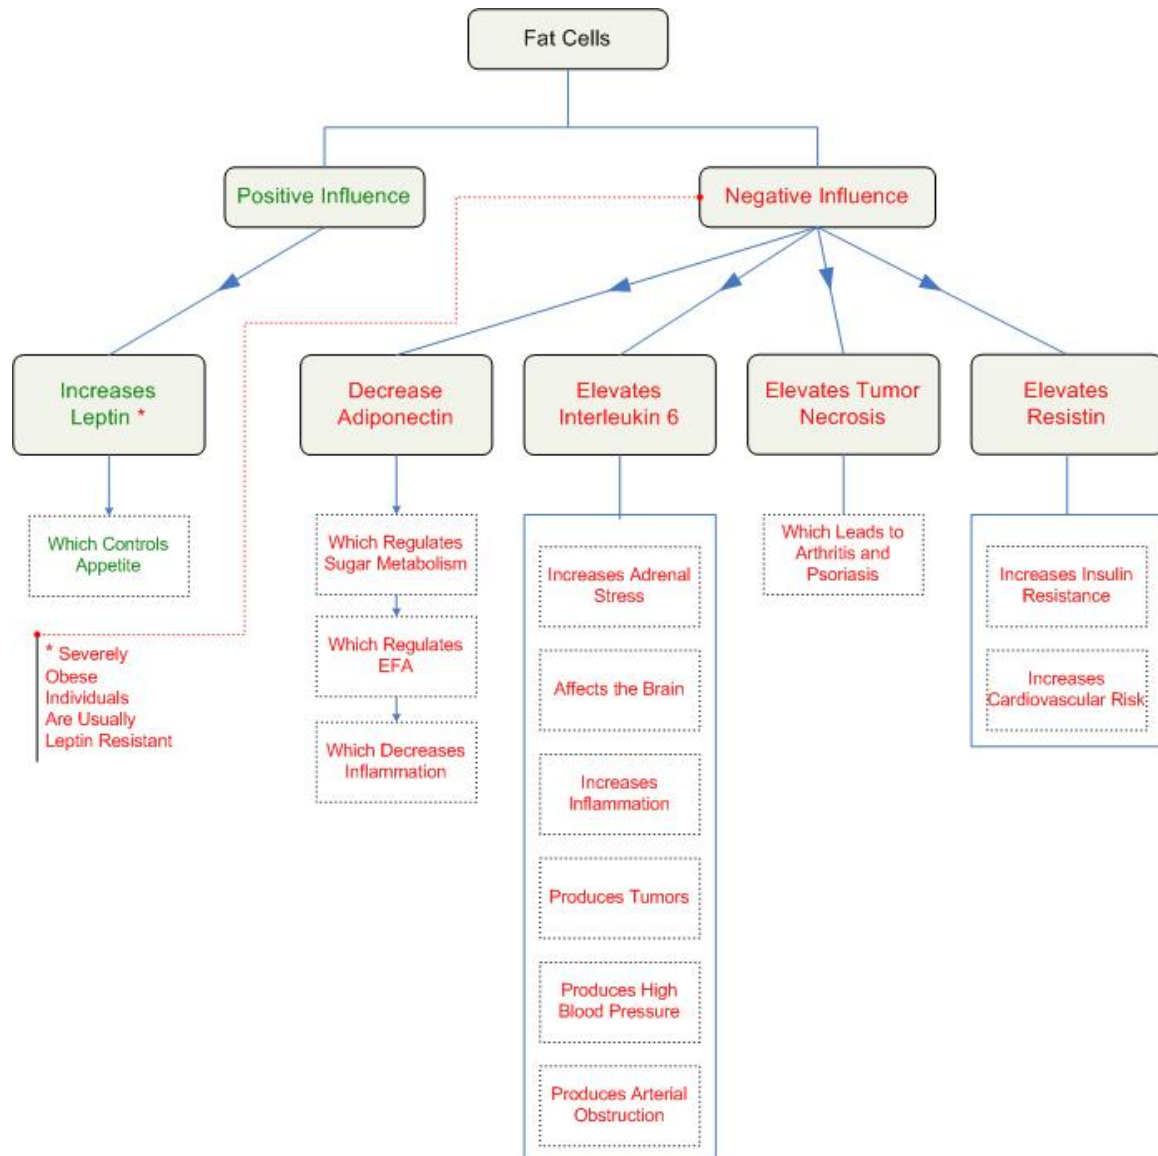 Fat Cells
Positive Influence
Negative Influence
Increases
Leptin *
Decrease
Adiponectin
Elevates
Interleukin 6
Elevates Tumor
Necrosis
Elevates
Resistin
Which Controls
Appetite
* Severely
Obese
Individuals
Are Usually
Leptin Resistant
Which Regulates
Sugar Metabolism
Which Regulates
EFA
Which Decreases
Inflammation
Increases Adrenal
Stress
Affects the Brain
Increases
Inflammation
Produces Tumors
Produces High
Blood Pressure
Produces Arterial
Obstruction
Which Leads to
Arthritis and
Psoriasis
Increases Insulin
Resistance
Increases
Cardiovascular Risk